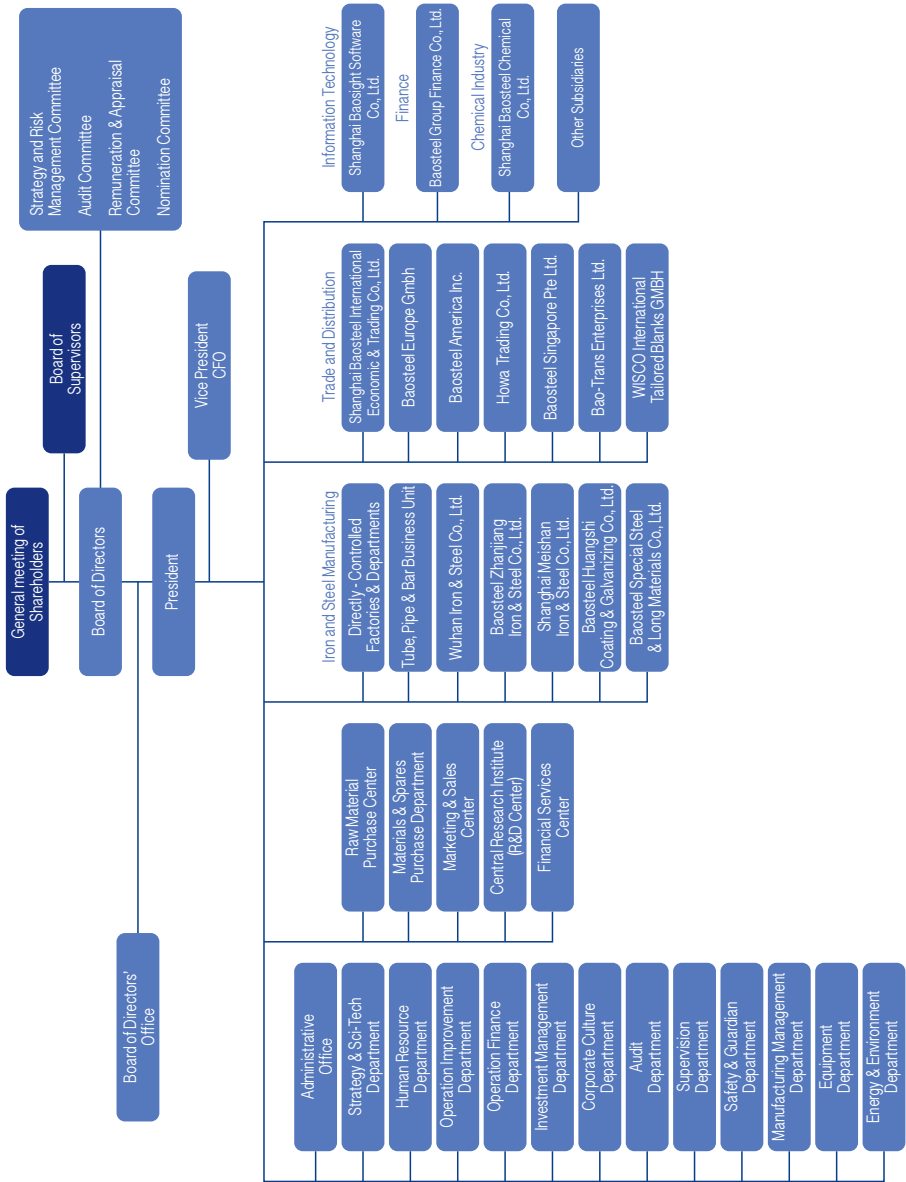 General meeting of
Shareholders
Board of
Supervisors
Board of Directors
Strategy and Risk
Management Committee
Audit Committee
Remuneration & Appraisal
Committee
Nomination Committee
Board of Directors'
Office
President
Vice President
CFO
Administrative
Office
Strategy & Sci-Tech
Department
Human Resource
Department
Operation Improvement
Department
Operation Finance
Department
Investment Management
Department
Corporate Culture
Department
Audit
Department
Supervision
Department
Safety & Guardian
Department
Manufacturing Management
Department
Equipment
Department
Energy & Environment
Department
Raw Material
Purchase Center
Materials & Spares
Purchase Department
Marketing & Sales
Center
Central Research Institute
(R&D Center)
Financial Services
Center
Iron and Steel Manufacturing
Directly - Controlled
Factories & Departments
Tube, Pipe & Bar Business Unit
Wuhan Iron & Steel Co., Ltd.
Baosteel Zhanjiang
Iron & Steel Co., Ltd.
Shanghai Meishan
Iron & Steel Co., Ltd.
Baosteel Huangshi
Coating & Galvanizing Co., Ltd.
Baosteel Special Steel
& Long Materials Co., Ltd.
Trade and Distribution
Shanghai Baosteel International
Economic & Trading Co., Ltd.
Baosteel Europe Gmbh
Baosteel America Inc.
Howa Trading Co., Ltd.
Baosteel Singapore Pte Ltd.
Bao-Trans Enterprises Ltd.
WISCO International
Tailored Blanks GMBH
Information Technology
Shanghai Baosight Software
Co., Ltd.
Finance
Baosteel Group Finance Co., Ltd.
Chemical Industry
Shanghai Baosteel Chemical
Co., Ltd.
Other Subsidiaries